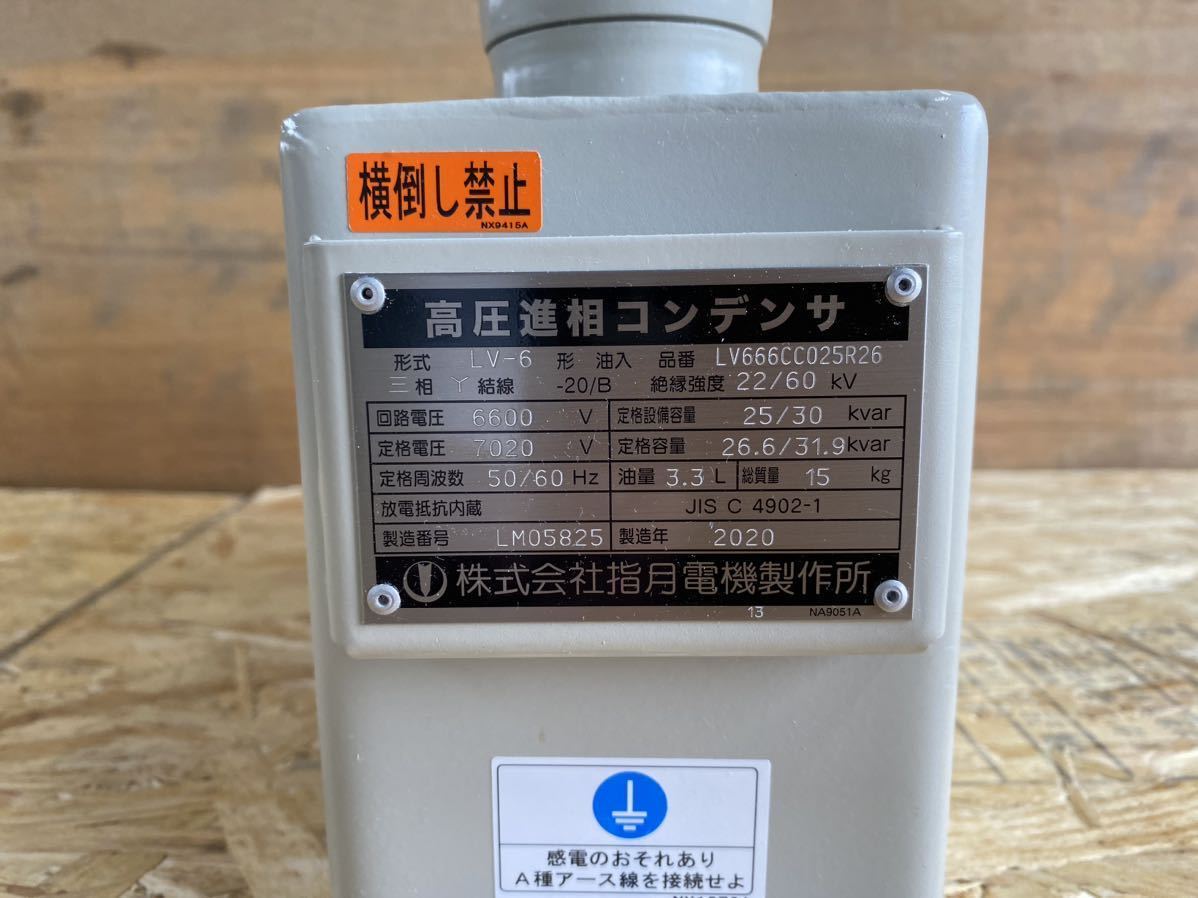 横倒し禁止
NX9415A
高圧進相コンデンサ
形式 LV-6 形 油入 品番 LV666CC025R26
三相 Y 結線 -20/B 絶縁強度 22/60 kV
回路電圧 6600 V 定格設備容量 25/30 kvar
定格電圧 7020 V 定格容量 26.6/31.9 kvar
定格周波数 50/60 Hz 油量 3.3 L 総質量 15 kg
放電抵抗内蔵 JIS C 4902-1
製造番号 LM05825 製造年 2020
株式会社指月電機製作所
13 NA9051A
感電のおそれあり
A種アース線を接続せよ